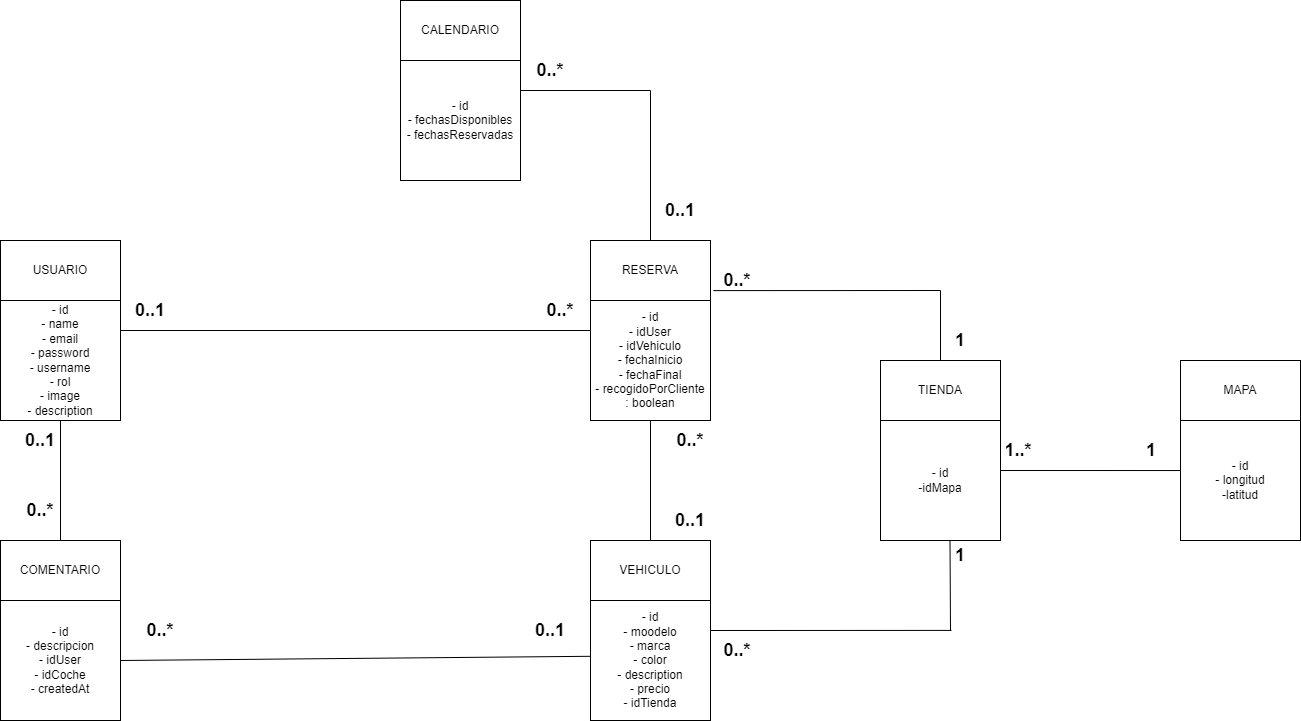 CALENDARIO
- id
- fechasDisponibles
- fechasReservadas
0..*
0..1
USUARIO
- id
- name
- email
- password
- username
- rol
- image
- description
0..1
0..*
RESERVA
- id
- idUser
- idVehiculo
- fechaInicio
- fechaFinal
- recogidoPorCliente
: boolean
0..*
1
TIENDA
- id
-idMapa
1..*
1
MAPA
- id
- longitud
-latitud
0..1
0..*
0..*
0..1
1
COMENTARIO
- id
- descripcion
- idUser
- idCoche
- createdAt
0..*
0..1
VEHICULO
- id
- moodelo
- marca
- color
- description
- precio
- idTienda
0..*